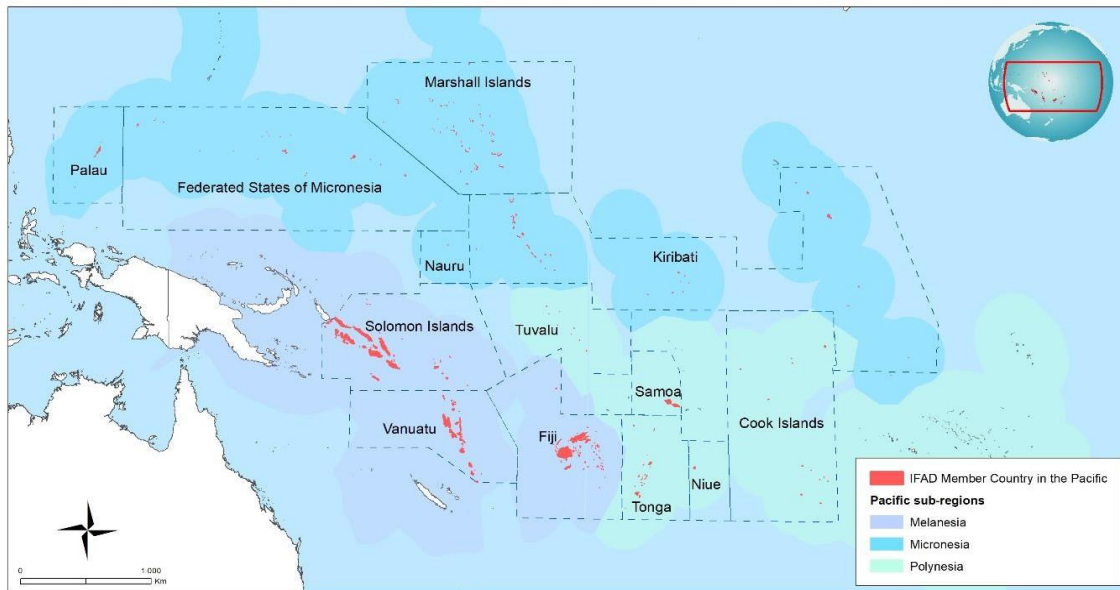 Marshall Islands
Palau
Federated States of Micronesia
Nauru
Kiribati
Solomon Islands
Tuvalu
Samoa
Vanuatu
Fiji
Cook Islands
Niue
Tonga
IFAD Member Country in the Pacific
Pacific sub-regions
Melanesia
Micronesia
Polynesia
0 1 000
Km